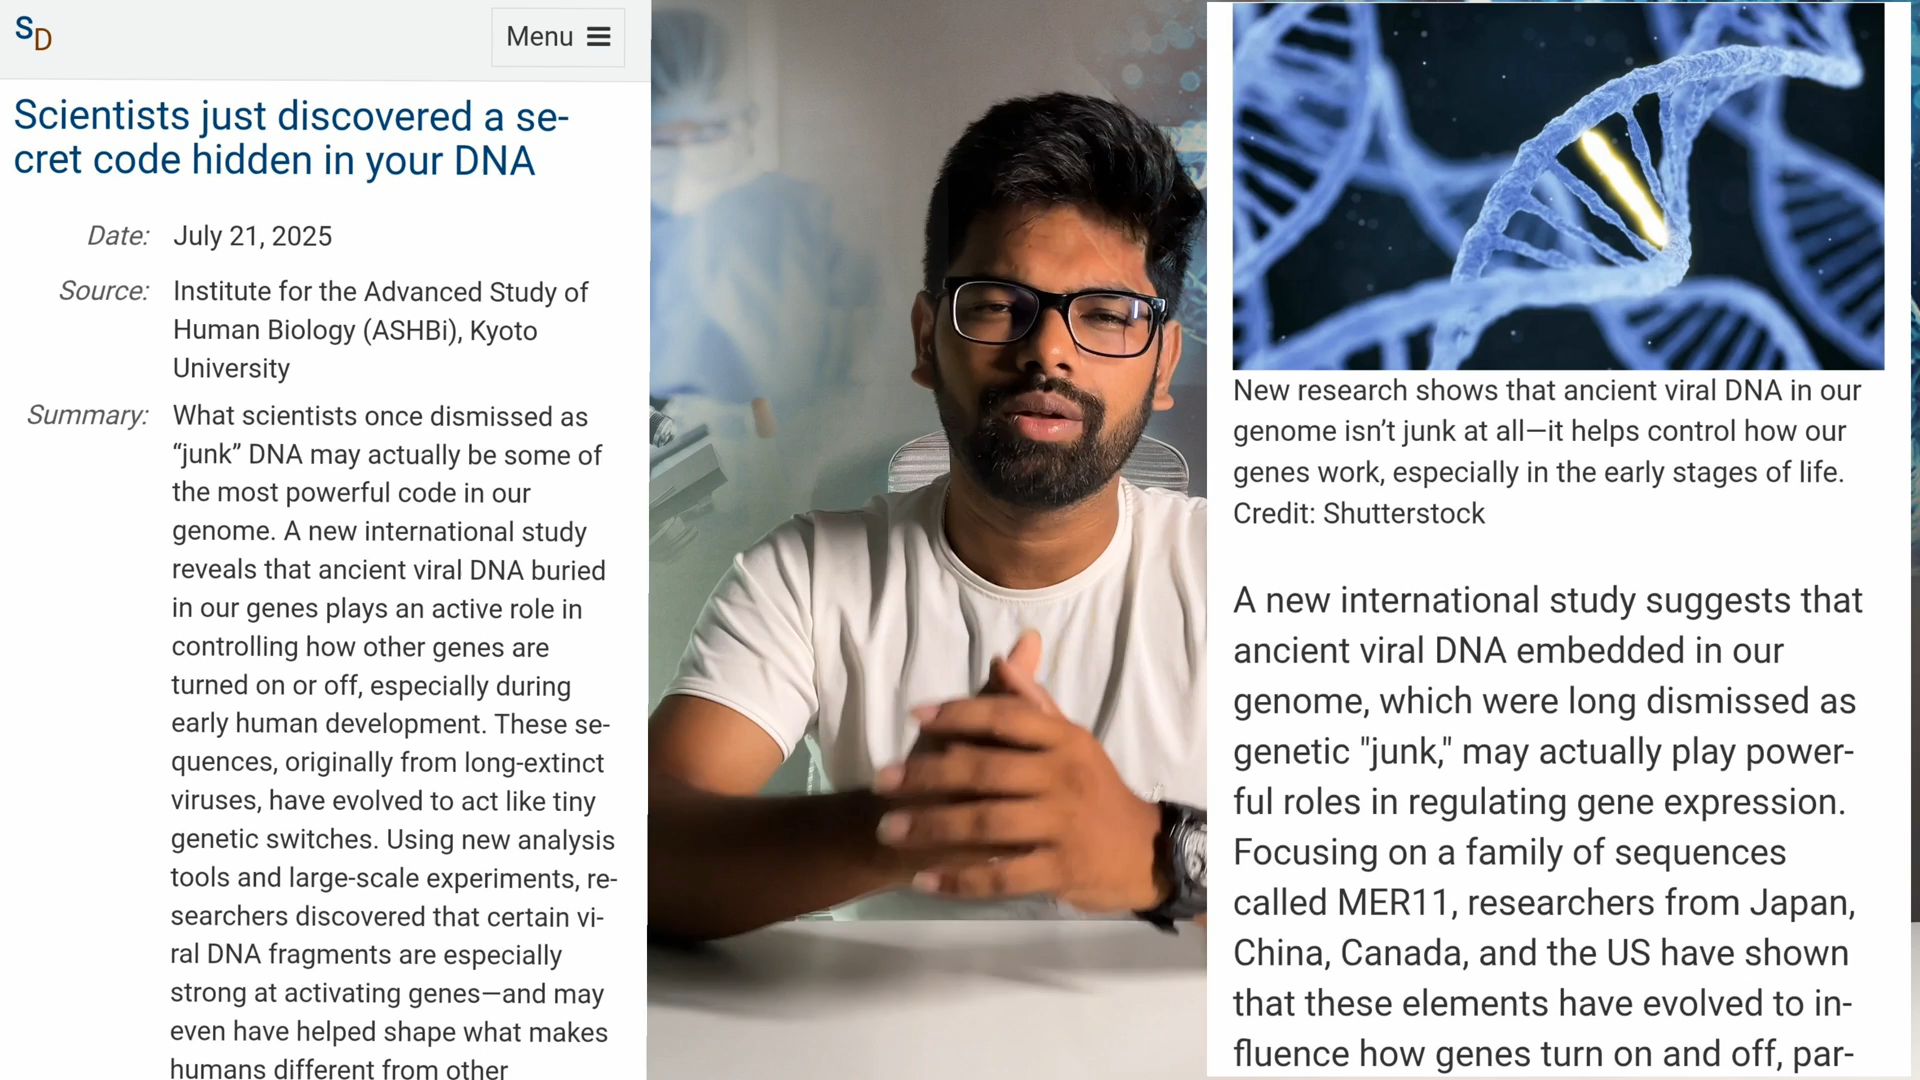 SD
Menu
Scientists just discovered a se-
cret code hidden in your DNA
Date: July 21, 2025
Source: Institute for the Advanced Study of
Human Biology (ASHBi), Kyoto
University
Summary: What scientists once dismissed as
“junk” DNA may actually be some of
the most powerful code in our
genome. A new international study
reveals that ancient viral DNA buried
in our genes plays an active role in
controlling how other genes are
turned on or off, especially during
early human development. These se-
quences, originally from long-extinct
viruses, have evolved to act like tiny
genetic switches. Using new analysis
tools and large-scale experiments, re-
searchers discovered that certain vi-
ral DNA fragments are especially
strong at activating genes—and may
even have helped shape what makes
humans different from other
New research shows that ancient viral DNA in our
genome isn’t junk at all—it helps control how our
genes work, especially in the early stages of life.
Credit: Shutterstock
A new international study suggests that
ancient viral DNA embedded in our
genome, which were long dismissed as
genetic "junk," may actually play power-
ful roles in regulating gene expression.
Focusing on a family of sequences
called MER11, researchers from Japan,
China, Canada, and the US have shown
that these elements have evolved to in-
fluence how genes turn on and off, par-